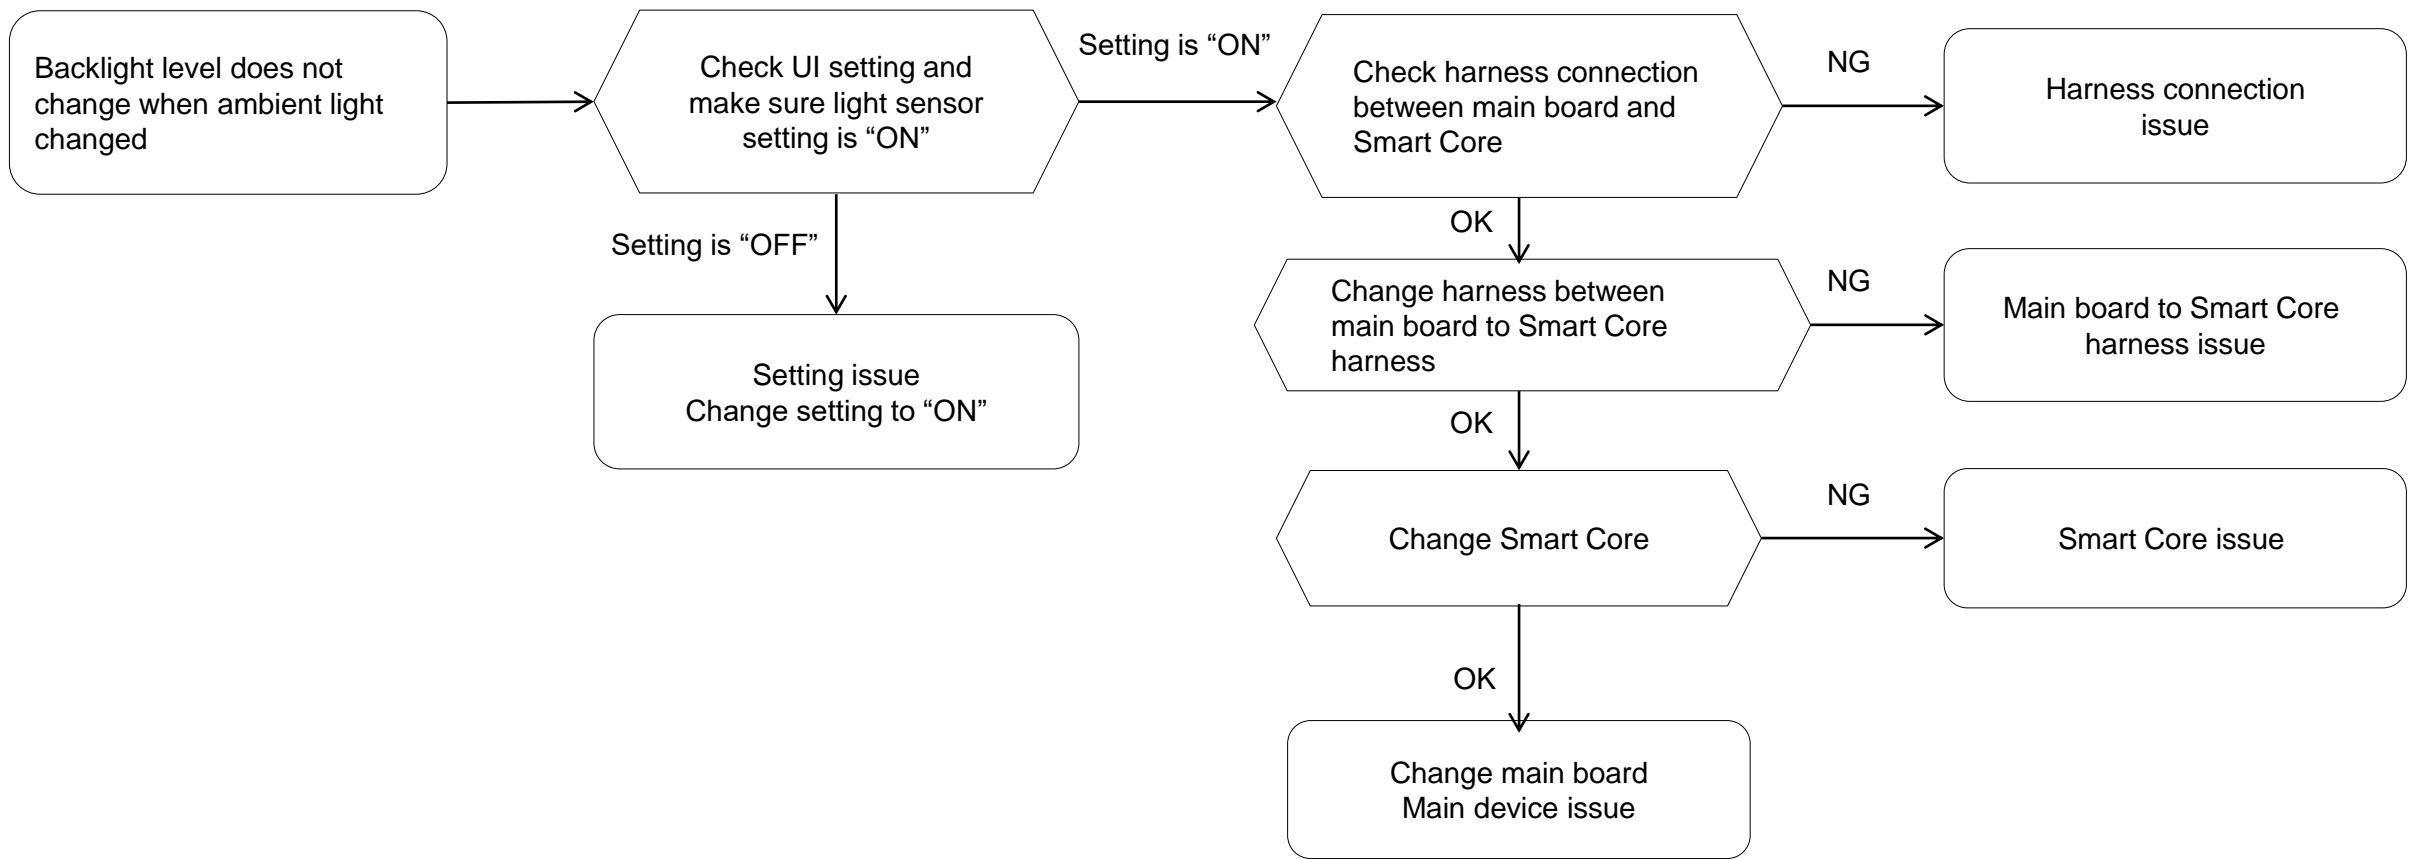 Backlight level does not
change when ambient light
changed
Check UI setting and
make sure light sensor
setting is “ON”
Setting is “ON”
Check harness connection
between main board and
Smart Core
NG
Harness connection
issue
Setting is “OFF”
Setting issue
Change setting to “ON”
OK
Change harness between
main board to Smart Core
harness
NG
Main board to Smart Core
harness issue
OK
Change Smart Core
NG
Smart Core issue
OK
Change main board
Main device issue